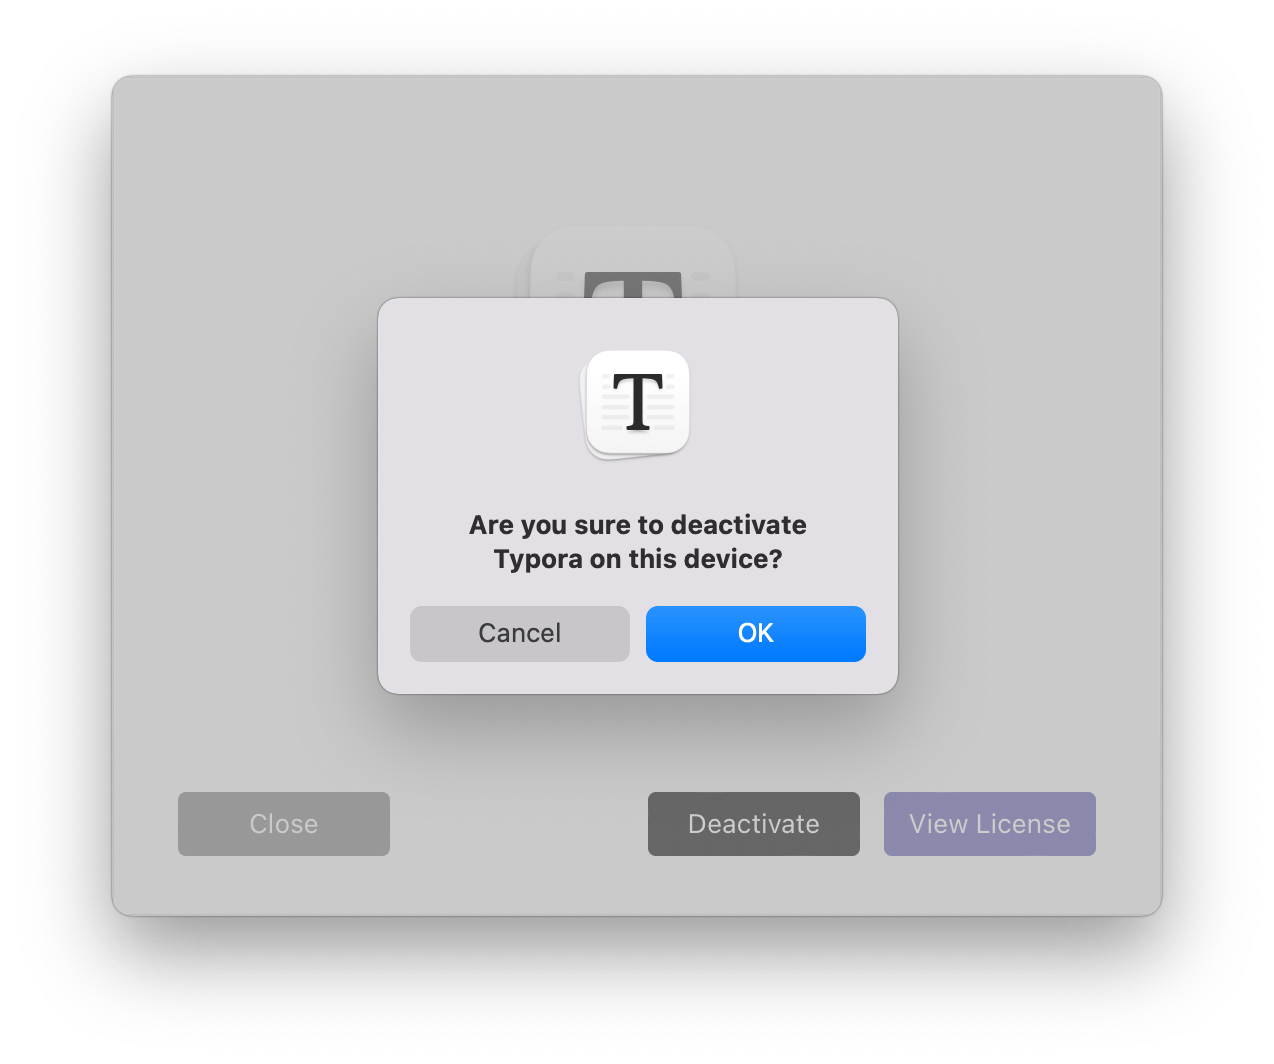 T
T
Are you sure to deactivate
Typora on this device?
Cancel
OK
Close
Deactivate
View License